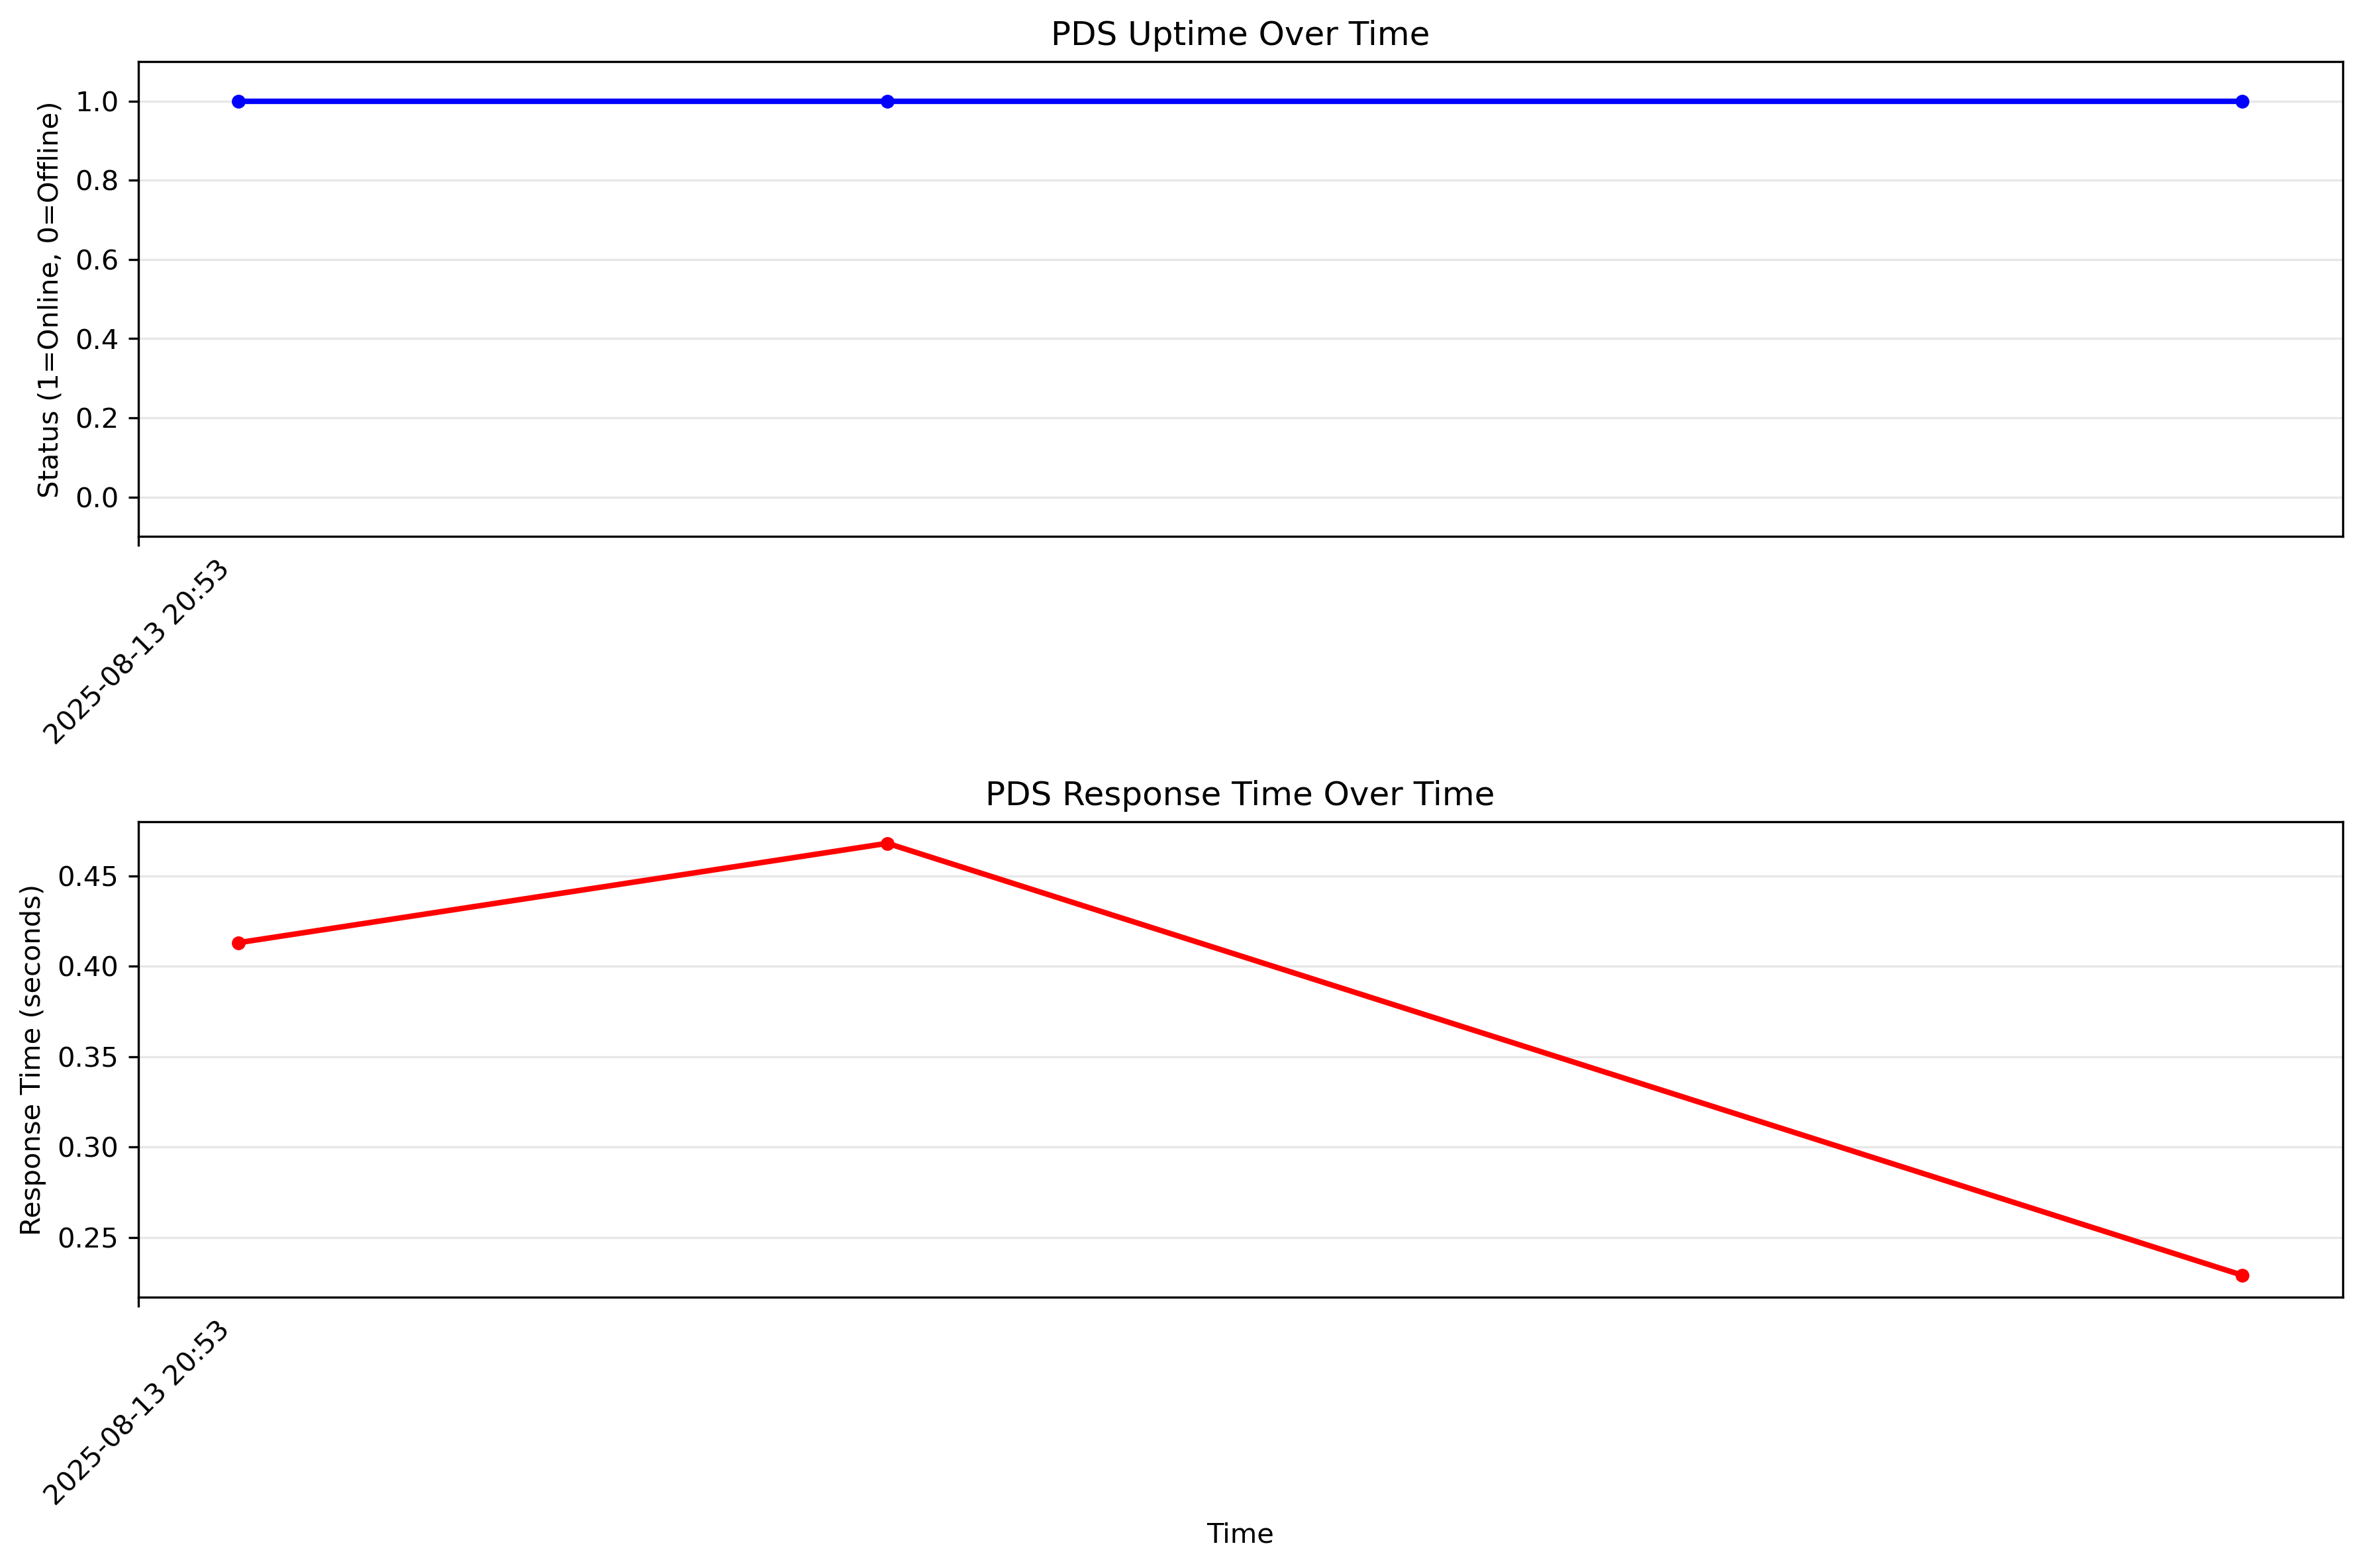 PDS Uptime Over Time
Status (1=Online, 0=Offline)
1.0
0.8
0.6
0.4
0.2
0.0
2025-08-13 20:53
PDS Response Time Over Time
Response Time (seconds)
0.45
0.40
0.35
0.30
0.25
2025-08-13 20:53
Time